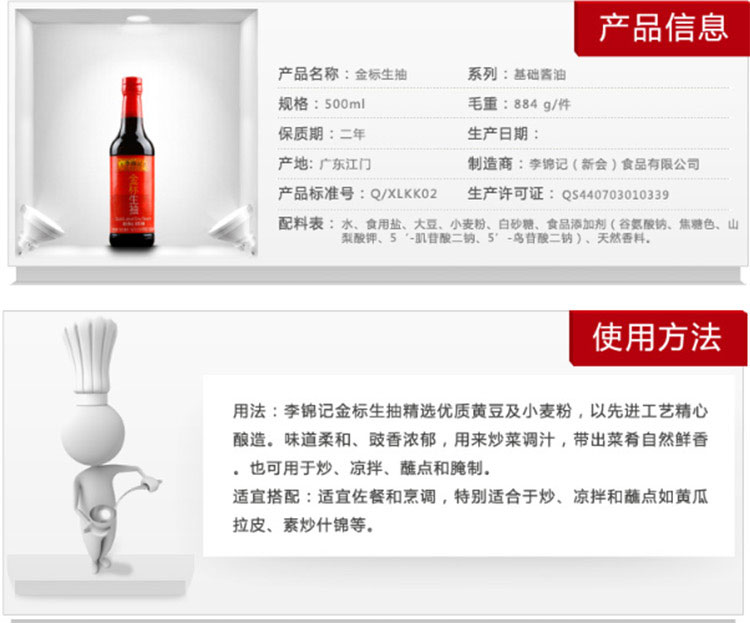 产品信息
产品名称：金标生抽 系列：基础酱油
规格：500ml 毛重：884 g/件
保质期：二年 生产日期：
产地：广东江门 制造商：李锦记（新会）食品有限公司
产品标准号：Q/XLKK02 生产许可证：QS440703010339
配料表：水、食用盐、大豆、小麦粉、白砂糖、食品添加剂（谷氨酸钠、焦糖色、山
梨酸钾、5‘-肌苷酸二钠、5’-鸟苷酸二钠）、天然香料。
李锦记
金标生抽
使用方法
用法：李锦记金标生抽精选优质黄豆及小麦粉，以先进工艺精心
酿造。味道柔和、豉香浓郁，用来炒菜调汁，带出菜肴自然鲜香
。也可用于炒、凉拌、蘸点和腌制。
适宜搭配：适宜佐餐和烹调，特别适合于炒、凉拌和蘸点如黄瓜
拉皮、素炒什锦等。